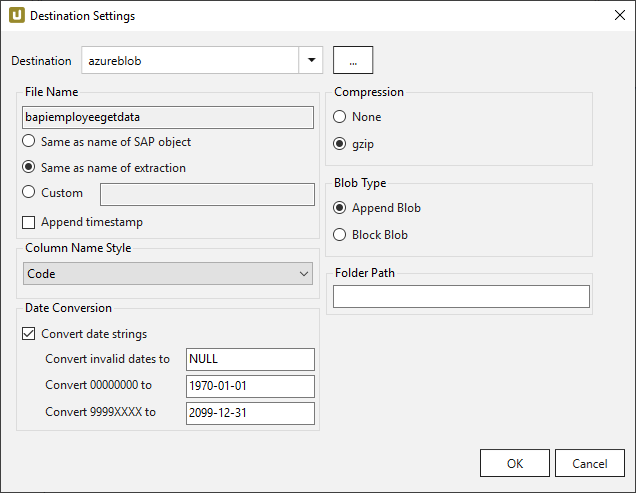 Destination Settings
Destination
azureblob
...
File Name
bapiemployeegetdata
Same as name of SAP object
Same as name of extraction
Custom
Append timestamp
Column Name Style
Code
Date Conversion
Convert date strings
Convert invalid dates to NULL
Convert 00000000 to 1970-01-01
Convert 9999XXXX to 2099-12-31
Compression
None
gzip
Blob Type
Append Blob
Block Blob
Folder Path
OK
Cancel